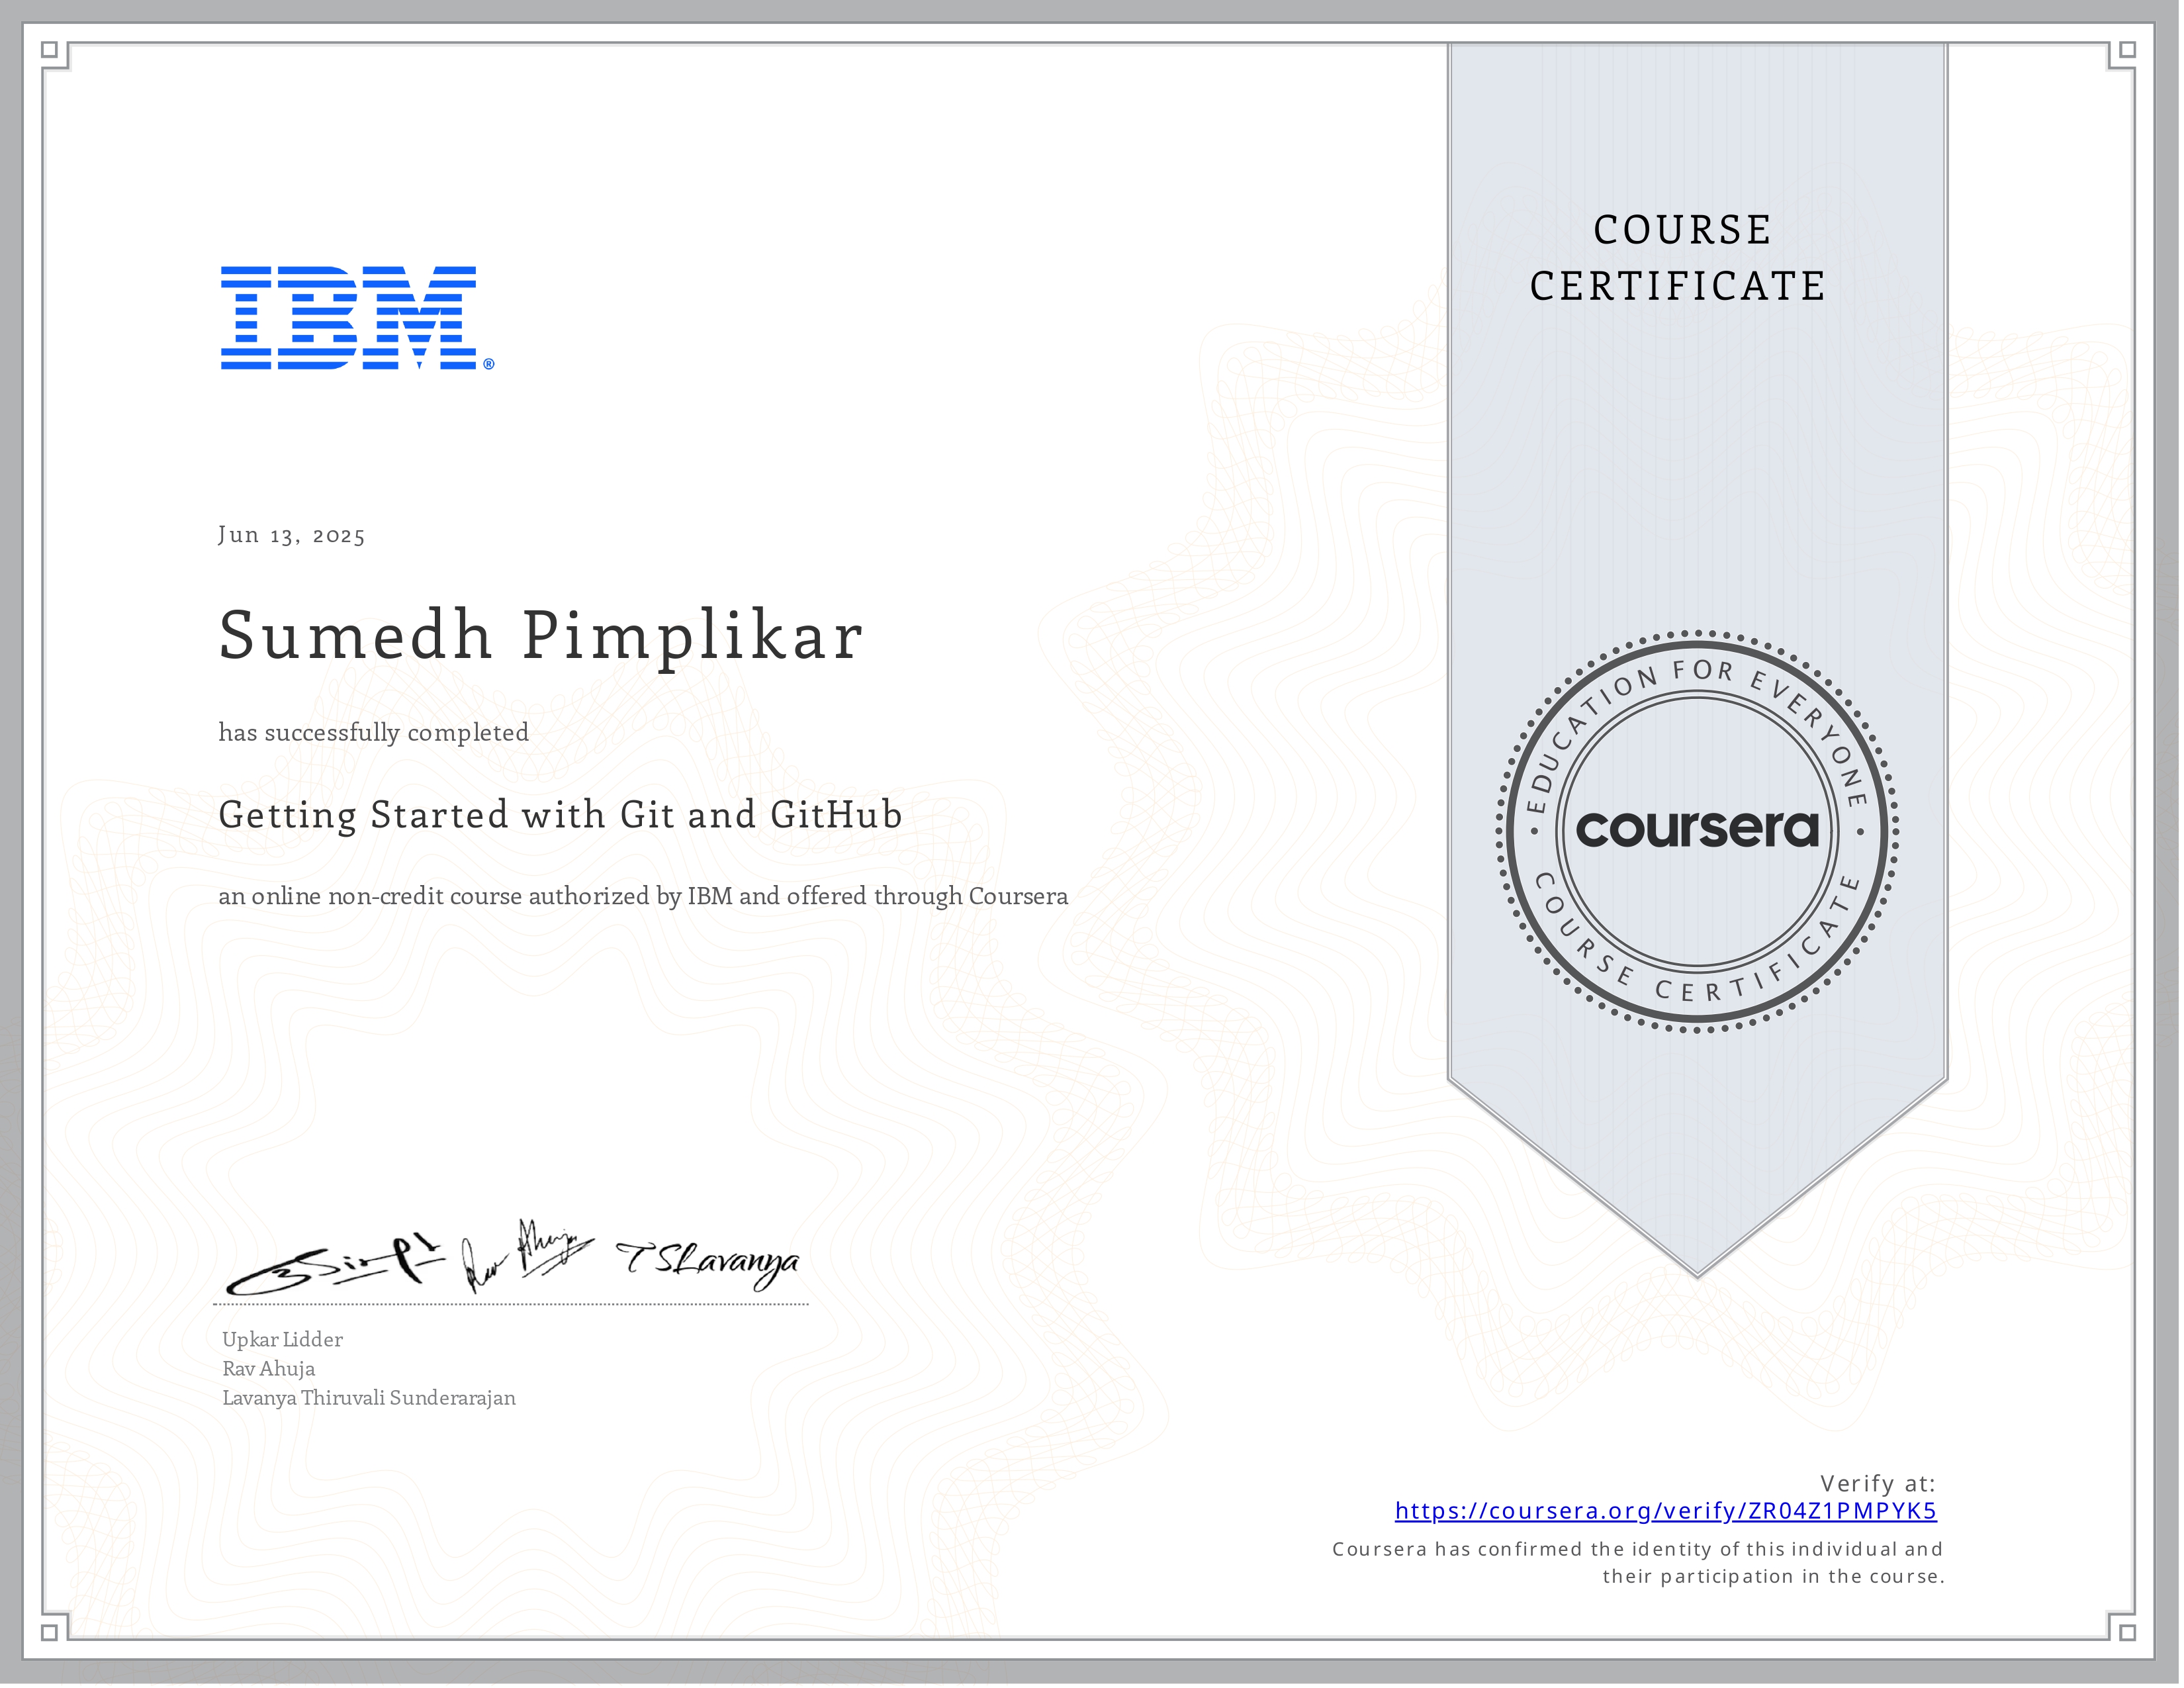 IBM®
COURSE
CERTIFICATE
Jun 13, 2025
Sumedh Pimplikar
has successfully completed
Getting Started with Git and GitHub
an online non-credit course authorized by IBM and offered through Coursera
EDUCATION FOR EVERYONE
coursera
COURSE CERTIFICATE
Rav Ahuja TSLavanya
Upkar Lidder
Rav Ahuja
Lavanya Thiruvali Sunderarajan
Verify at:
https://coursera.org/verify/ZR04Z1PMPYK5
Coursera has confirmed the identity of this individual and
their participation in the course.